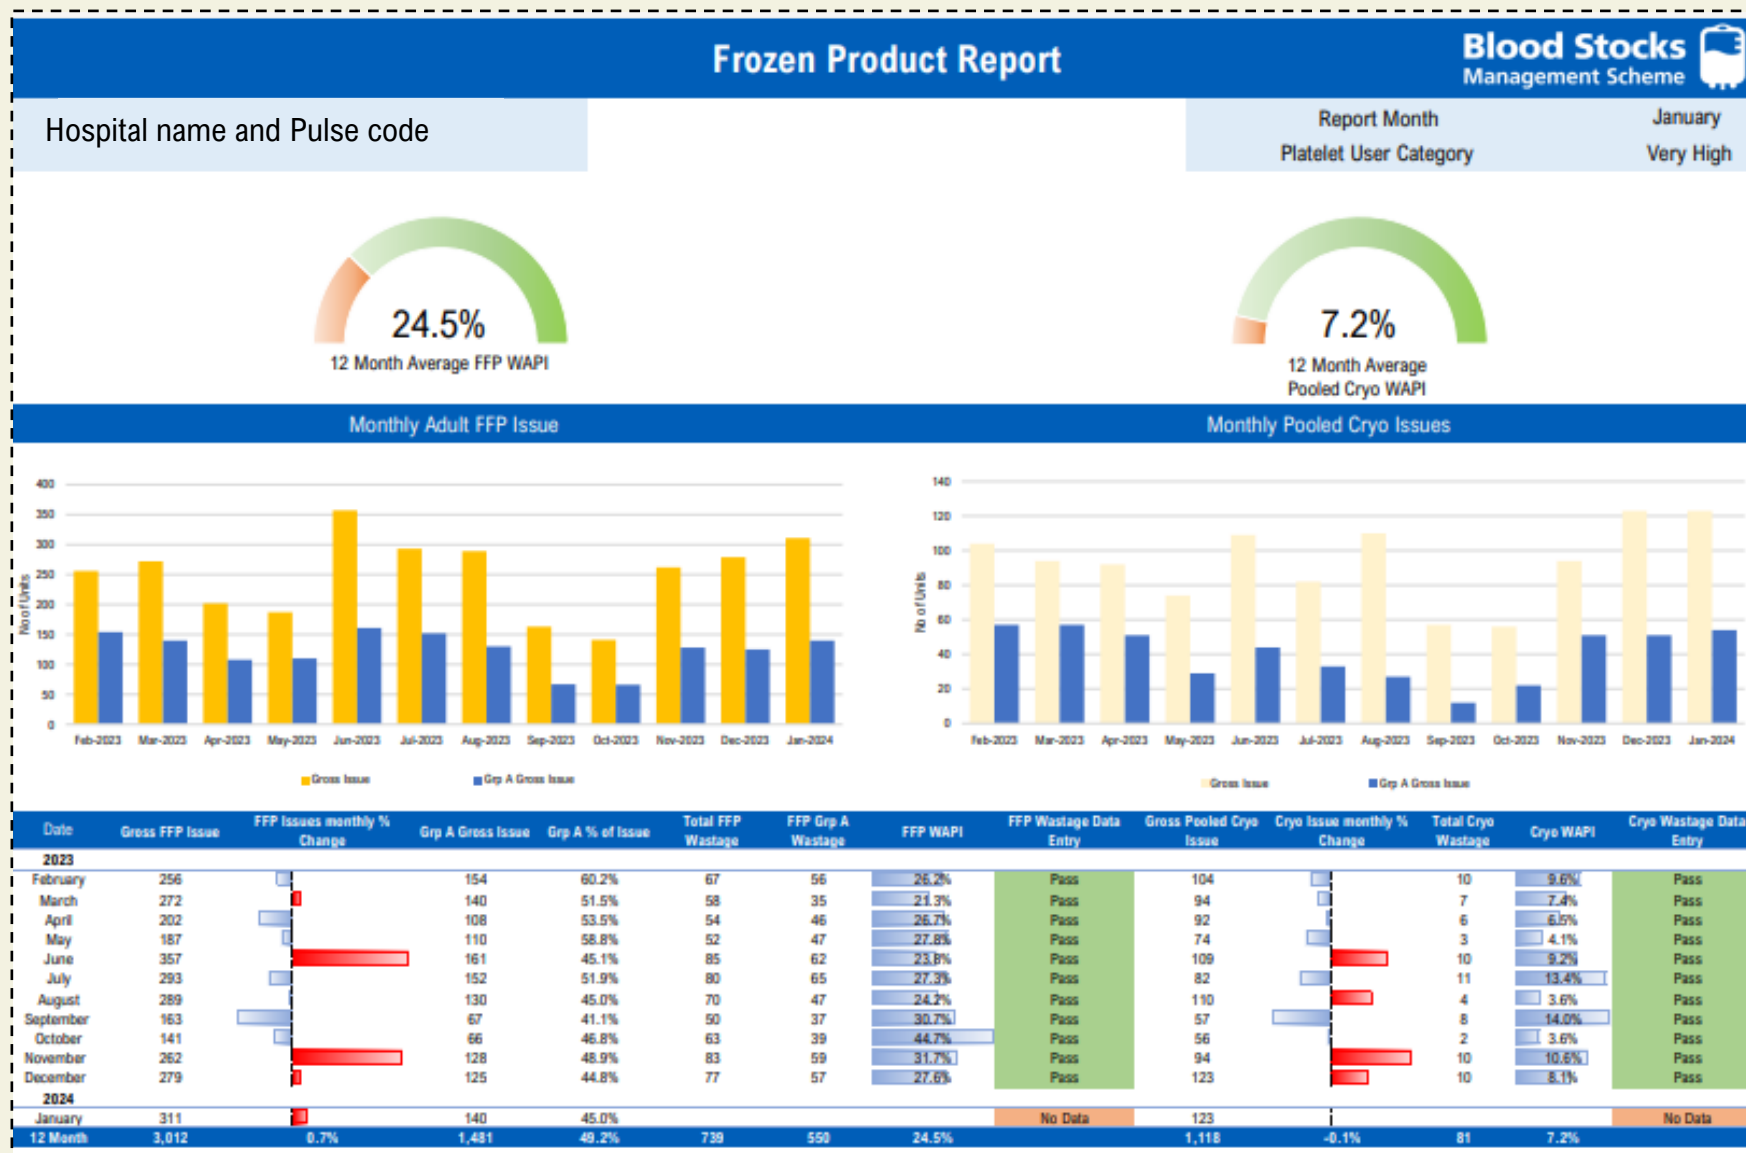 Frozen Product Report
Blood Stocks
Management Scheme
Hospital name and Pulse code
Report Month January
Platelet User Category Very High
24.5%
12 Month Average FFP WAPI
7.2%
12 Month Average
Pooled Cryo WAPI
Monthly Adult FFP Issue
Monthly Pooled Cryo Issues
No of Units
400
350
300
250
200
150
100
50
0
Feb-2023 Mar-2023 Apr-2023 May-2023 Jun-2023 Jul-2023 Aug-2023 Sep-2023 Oct-2023 Nov-2023 Dec-2023 Jan-2024
Gross Issue Grp A Gross Issue
No of Units
140
120
100
80
60
40
20
0
Feb-2023 Mar-2023 Apr-2023 May-2023 Jun-2023 Jul-2023 Aug-2023 Sep-2023 Oct-2023 Nov-2023 Dec-2023 Jan-2024
Gross Issue Grp A Gross Issue
Date Gross FFP Issue FFP Issues monthly % Change Grp A Gross Issue Grp A % of Issue Total FFP Wastage FFP Grp A Wastage FFP WAPI FFP Wastage Data Entry Gross Pooled Cryo Issue Cryo Issue monthly % Change Total Cryo Wastage Cryo WAPI Cryo Wastage Data Entry
2023
February 256 154 60.2% 67 56 26.2% Pass 104 10 9.6% Pass
March 272 140 51.5% 58 35 21.3% Pass 94 7 7.4% Pass
April 202 108 53.5% 54 46 26.7% Pass 92 6 6.5% Pass
May 187 110 58.8% 52 47 27.8% Pass 74 3 4.1% Pass
June 357 161 45.1% 85 62 23.8% Pass 109 10 9.2% Pass
July 293 152 51.9% 80 65 27.3% Pass 82 11 13.4% Pass
August 289 130 45.0% 70 47 24.2% Pass 110 4 3.6% Pass
September 163 67 41.1% 50 37 30.7% Pass 57 8 14.0% Pass
October 141 66 46.8% 63 39 44.7% Pass 56 2 3.6% Pass
November 262 128 48.9% 83 59 31.7% Pass 94 10 10.6% Pass
December 279 125 44.8% 77 57 27.6% Pass 123 10 8.1% Pass
2024
January 311 140 45.0% No Data 123 No Data
12 Month 3,012 0.7% 1,481 49.2% 739 550 24.5% 1,118 -0.1% 81 7.2%